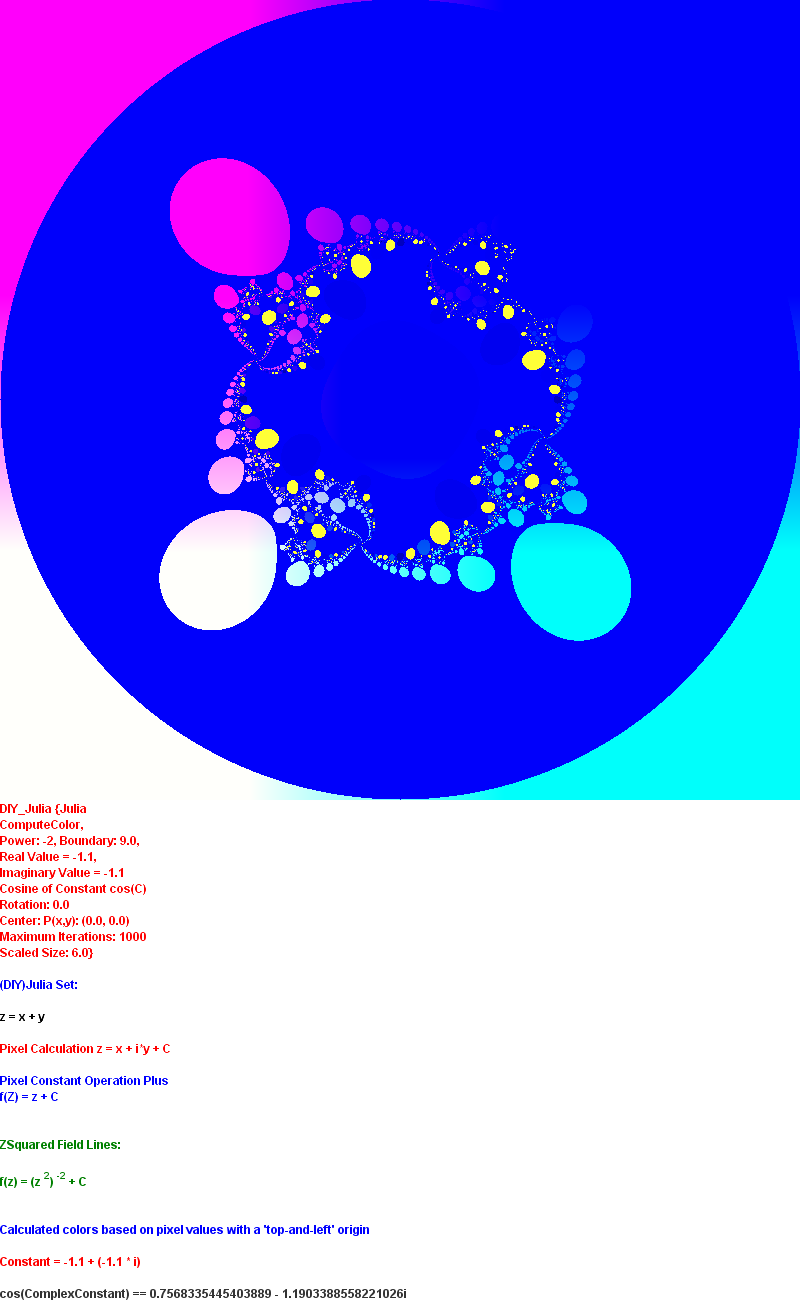 DIY_Julia {Julia
ComputeColor,
Power: -2, Boundary: 9.0,
Real Value = -1.1,
Imaginary Value = -1.1
Cosine of Constant cos(C)
Rotation: 0.0
Center: P(x,y): (0.0, 0.0)
Maximum Iterations: 1000
Scaled Size: 6.0}
(DIY)Julia Set:
z = x + y
Pixel Calculation z = x + i*y + C
Pixel Constant Operation Plus
f(Z) = z + C
ZSquared Field Lines:
f(z) = (z ²) ⁻² + C
Calculated colors based on pixel values with a 'top-and-left' origin
Constant = -1.1 + (-1.1 * i)
cos(ComplexConstant) == 0.7568335445403889 - 1.1903388558221026i